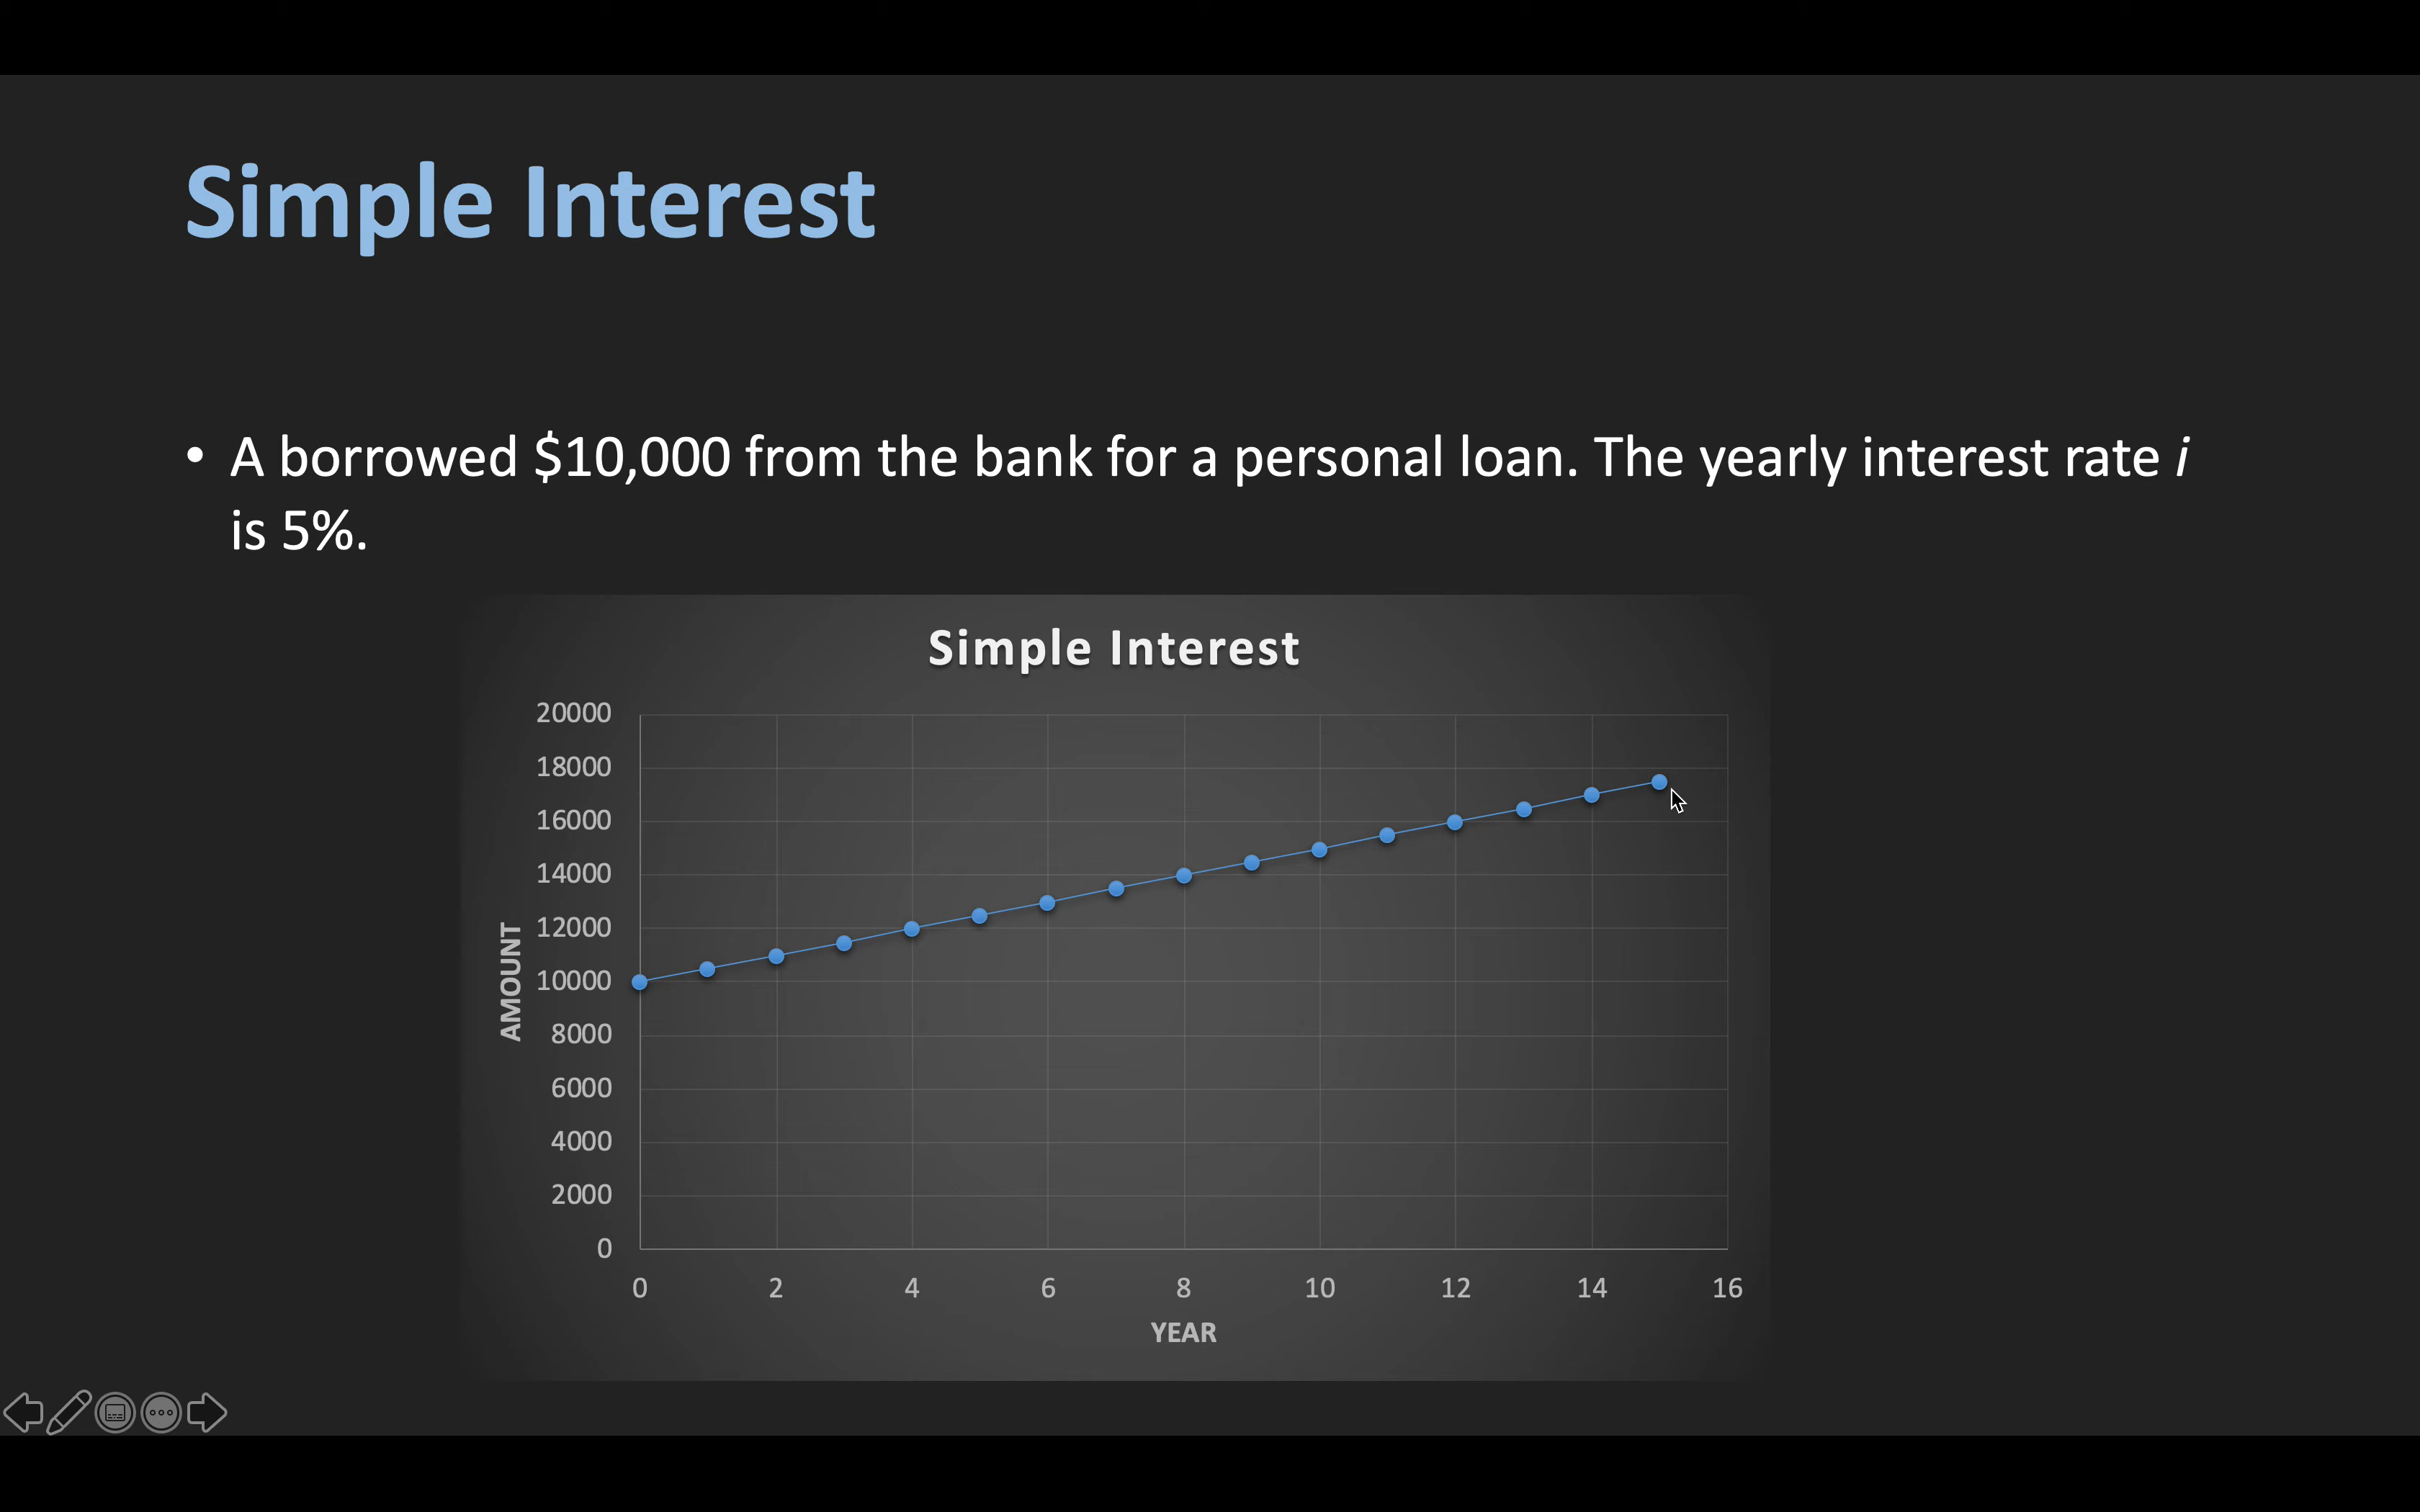 Simple Interest
• A borrowed $10,000 from the bank for a personal loan. The yearly interest rate i
is 5%.
Simple Interest
20000
18000
16000
14000
12000
10000
8000
6000
4000
2000
0
AMOUNT
0 2 4 6 8 10 12 14 16
YEAR